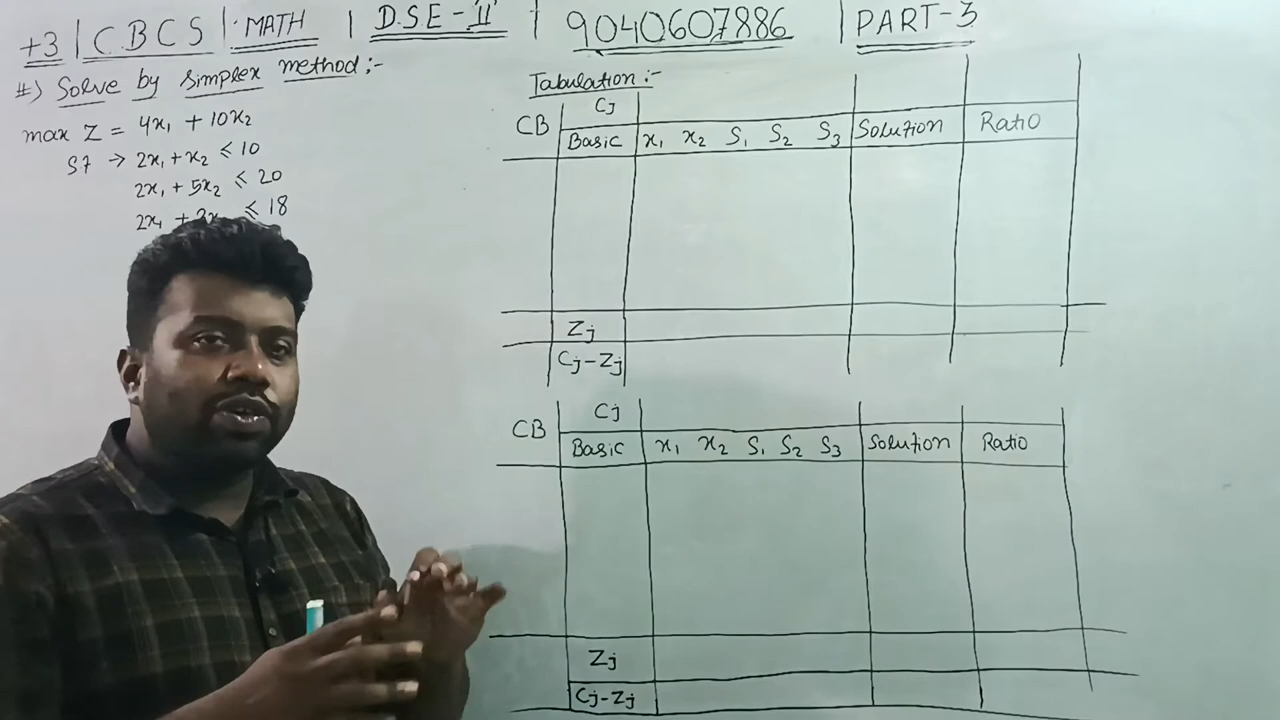 +3 | CBCS | MATH | D.S.E-II | 9040607886 | PART-3
#) Solve by simplex method:-
max Z = 4x₁ + 10x₂
St → 2x₁ + x₂ ≤ 10
2x₁ + 5x₂ ≤ 20
2x₁ + 3x₂ ≤ 18
Tabulation:-
CB Cj
Basic x₁ x₂ S₁ S₂ S₃ Solution Ratio
Zj
Cj-Zj
CB Cj
Basic x₁ x₂ S₁ S₂ S₃ Solution Ratio
Zj
Cj-Zj